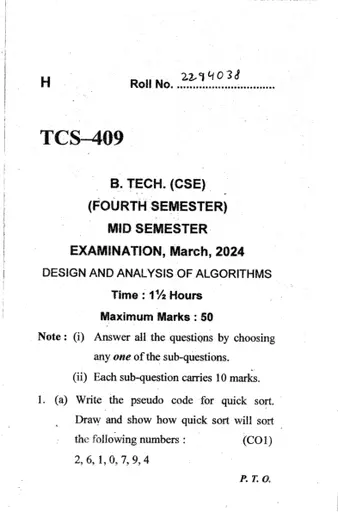 H
Roll No. 2294038
TCS–409
B. TECH. (CSE)
(FOURTH SEMESTER)
MID SEMESTER
EXAMINATION, March, 2024
DESIGN AND ANALYSIS OF ALGORITHMS
Time : 1½ Hours
Maximum Marks : 50
Note : (i) Answer all the questions by choosing
any one of the sub-questions.
(ii) Each sub-question carries 10 marks.
1. (a) Write the pseudo code for quick sort.
Draw and show how quick sort will sort
the following numbers : (CO1)
2, 6, 1, 0, 7, 9, 4
P. T. O.